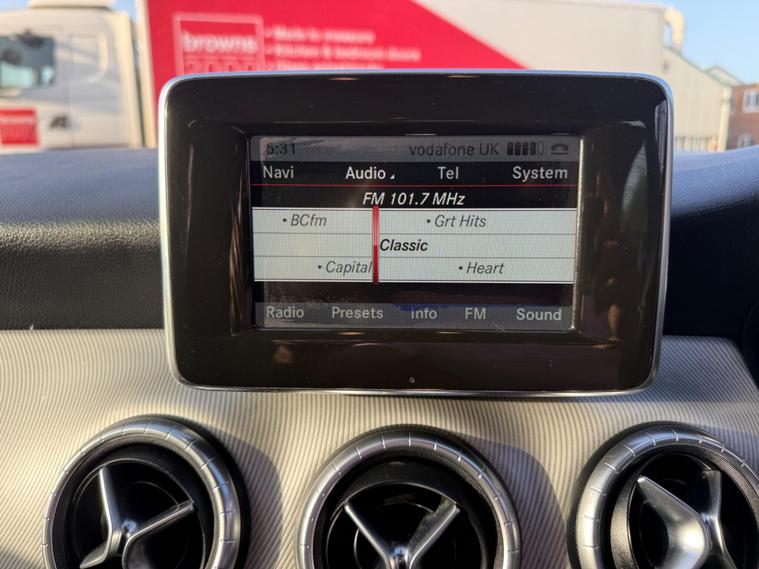 browns
• Made to measure
• Kitchen & bedroom doors
5:31 vodafone UK
Navi Audio Tel System
FM 101.7 MHz
• BCfm • Grt Hits
Classic
• Capital • Heart
Radio Presets Info FM Sound